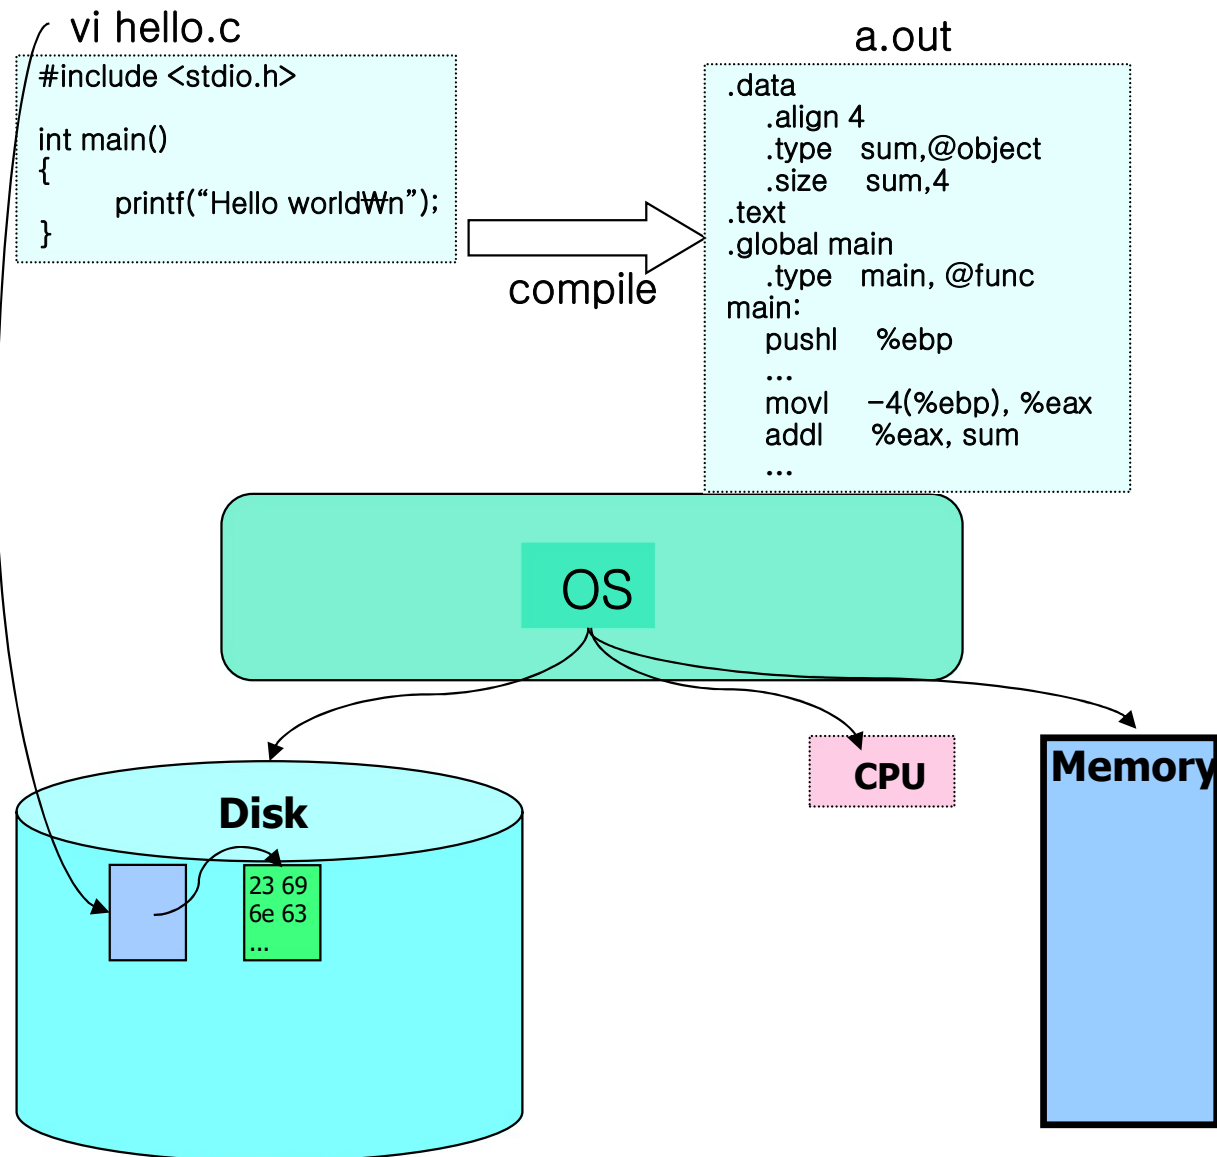 vi hello.c
#include <stdio.h>
int main()
{
printf(“Hello world₩n”);
}
compile
a.out
.data
.align 4
.type sum,@object
.size sum,4
.text
.global main
.type main, @func
main:
pushl %ebp
...
movl -4(%ebp), %eax
addl %eax, sum
...
OS
Disk
23 69
6e 63
...
CPU
Memory